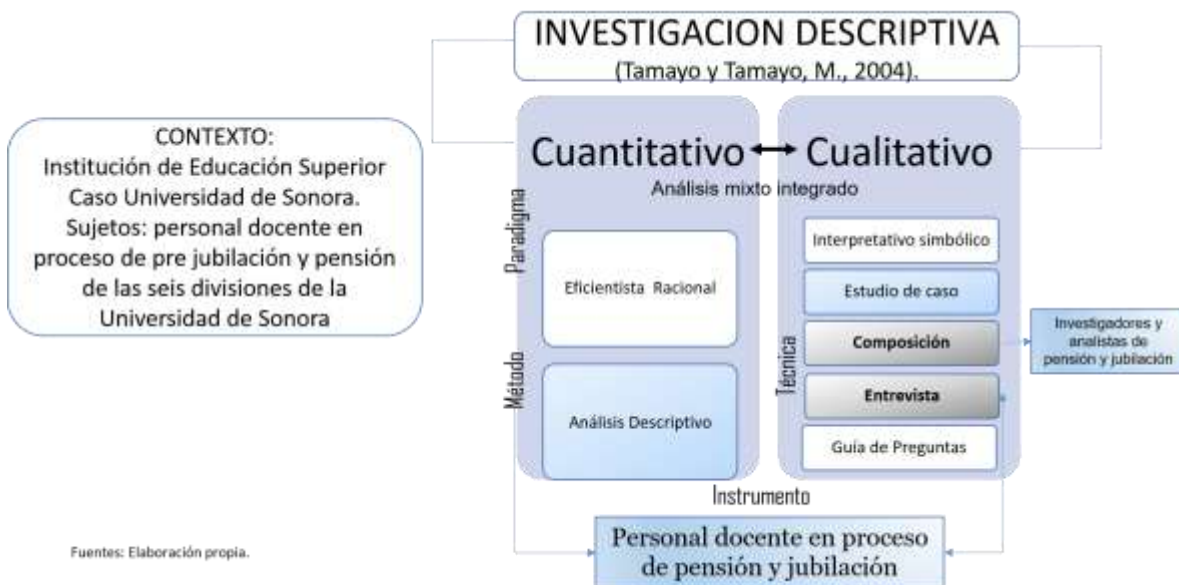 INVESTIGACION DESCRIPTIVA
(Tamayo y Tamayo, M., 2004).
CONTEXTO:
Institución de Educación Superior
Caso Universidad de Sonora.
Sujetos: personal docente en
proceso de pre jubilación y pensión
de las seis divisiones de la
Universidad de Sonora
Cuantitativo
Cualitativo
Análisis mixto integrado
Paradigma
Eficientista Racional
Método
Análisis Descriptivo
Interpretativo simbólico
Estudio de caso
Técnica
Composición
Entrevista
Guía de Preguntas
Investigadores y
analistas de
pensión y jubilación
Instrumento
Personal docente en proceso
de pensión y jubilación
Fuentes: Elaboración propia.